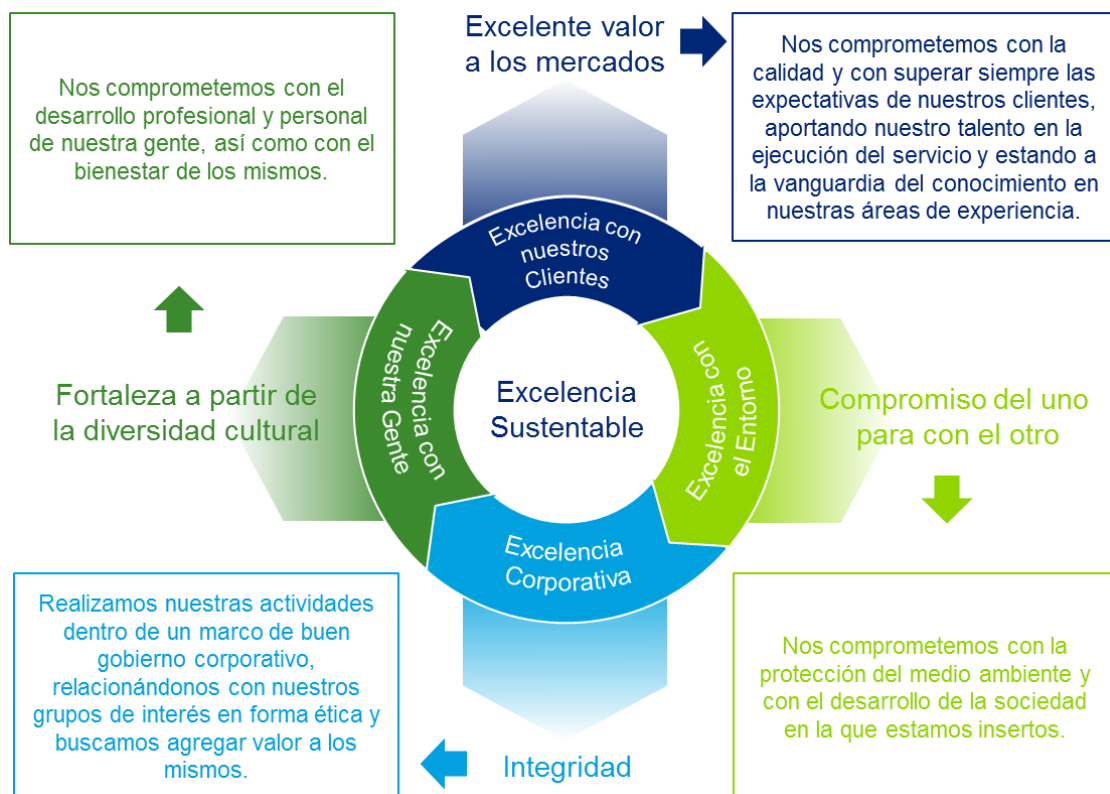 Excelente valor
a los mercados
Nos comprometemos con el
desarrollo profesional y personal
de nuestra gente, así como con el
bienestar de los mismos.
Nos comprometemos con la
calidad y con superar siempre las
expectativas de nuestros clientes,
aportando nuestro talento en la
ejecución del servicio y estando a
la vanguardia del conocimiento en
nuestras áreas de experiencia.
Excelencia con
nuestros
Clientes
Fortaleza a partir de
la diversidad cultural
Excelencia con
nuestra Gente
Excelencia
Sustentable
Excelencia con
el Entorno
Compromiso del uno
para con el otro
Excelencia
Corporativa
Realizamos nuestras actividades
dentro de un marco de buen
gobierno corporativo,
relacionándonos con nuestros
grupos de interés en forma ética y
buscamos agregar valor a los
mismos.
Integridad
Nos comprometemos con la
protección del medio ambiente y
con el desarrollo de la sociedad
en la que estamos insertos.